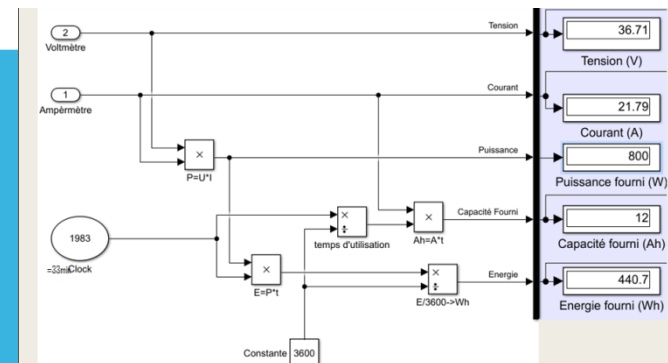 2
Voltmètre
Tension
36.71
Tension (V)
1
Ampèrmètre
Courant
21.79
Courant (A)
×
P=U*I
Puissance
800
Puissance fourni (W)
1983
Clock
=33min
×
÷
temps d'utilisation
×
Ah=A*t
Capacité Fourni
12
Capacité fourni (Ah)
×
E=P*t
×
÷
E/3600->Wh
Energie
440.7
Energie fourni (Wh)
Constante
3600